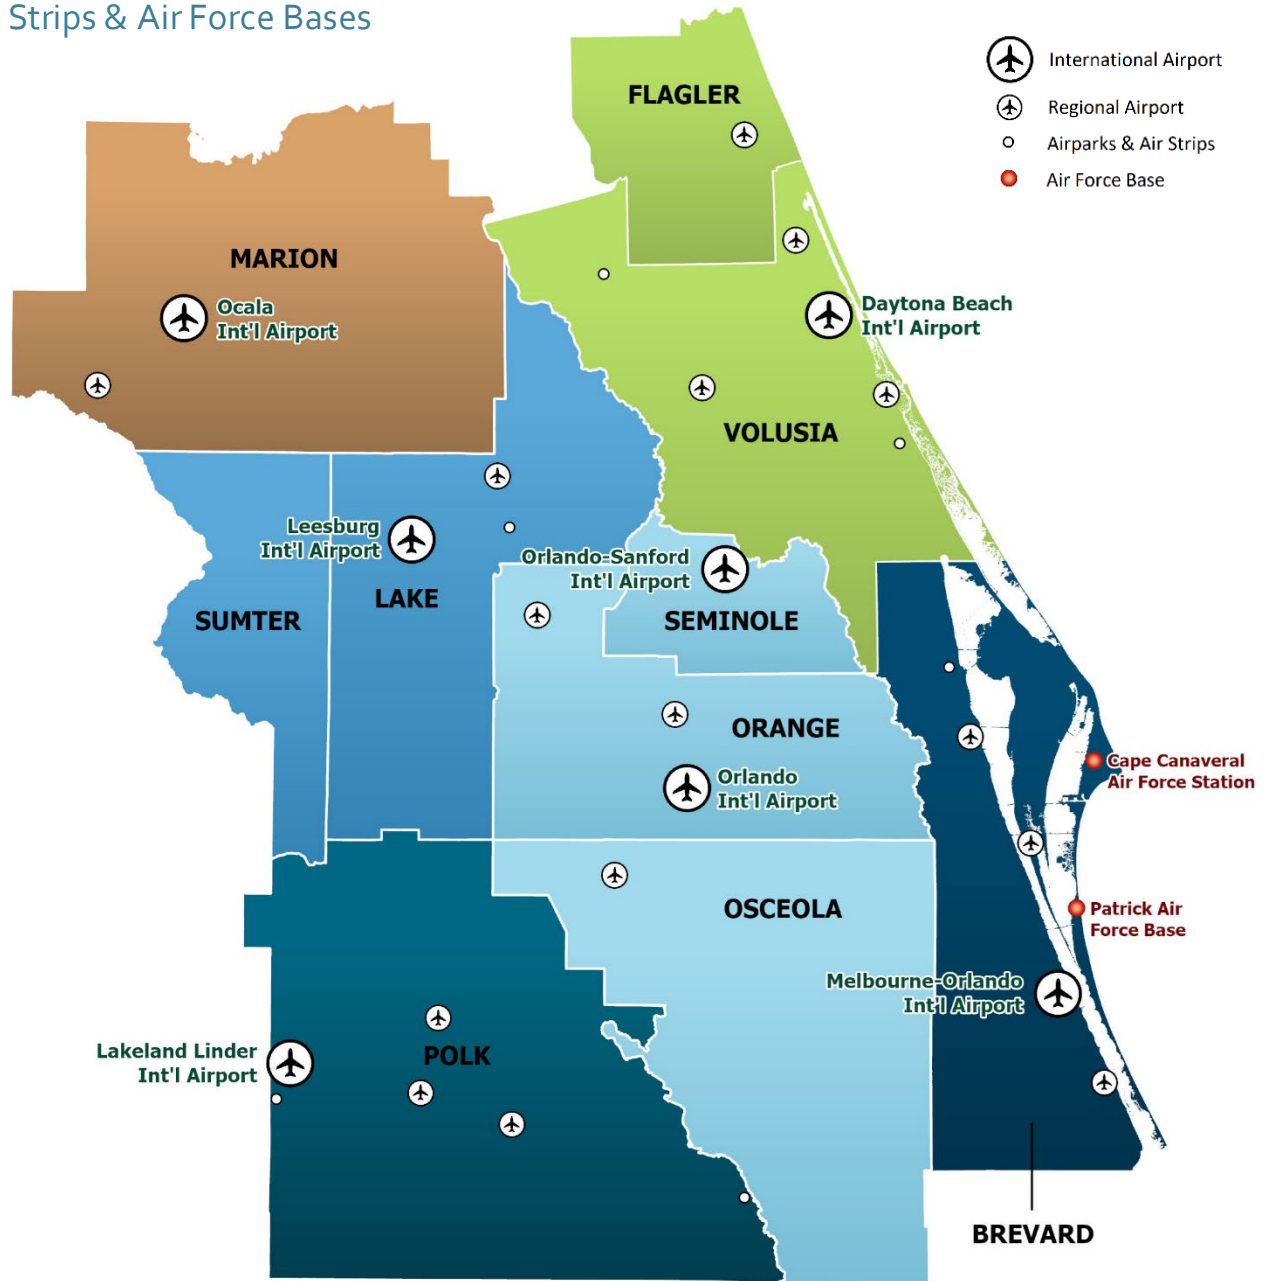 Strips & Air Force Bases
International Airport
Regional Airport
Airparks & Air Strips
Air Force Base
FLAGLER
MARION
Ocala
Int'l Airport
Daytona Beach
Int'l Airport
VOLUSIA
Leesburg
Int'l Airport
Orlando-Sanford
Int'l Airport
LAKE
SUMTER
SEMINOLE
ORANGE
Orlando
Int'l Airport
Cape Canaveral
Air Force Station
OSCEOLA
Patrick Air
Force Base
Melbourne-Orlando
Int'l Airport
Lakeland Linder
Int'l Airport
POLK
BREVARD